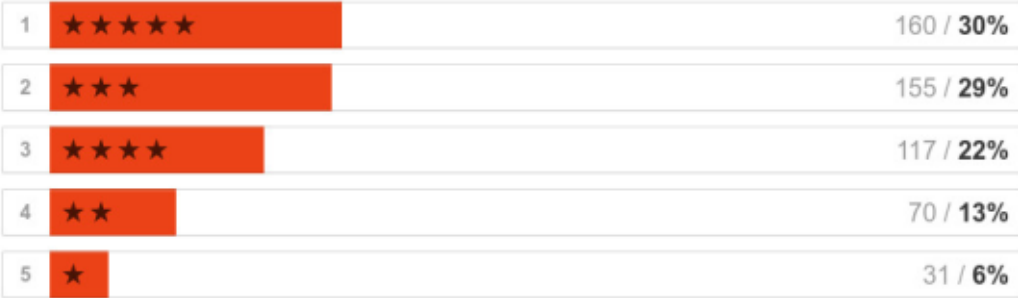 1 ★★★★★ 160 / 30%
2 ★★★ 155 / 29%
3 ★★★★ 117 / 22%
4 ★★ 70 / 13%
5 ★ 31 / 6%